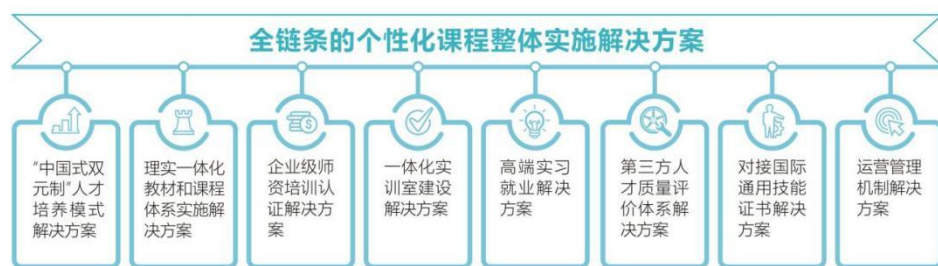 全链条的个性化课程整体实施解决方案
“中国式双
元制”人才
培养模式
解决方案
理实一体化
教材和课程
体系实施解
决方案
企业级师
资培训认
证解决方
案
一体化实
训室建设
解决方案
高端实习
就业解决
方案
第三方人
才质量评
价体系解
决方案
对接国际
通用技能
证书解决
方案
运营管理
机制解决
方案